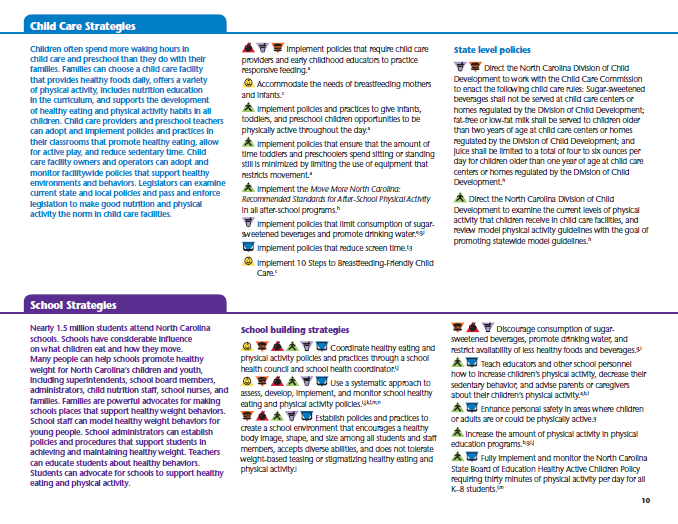 Child Care Strategies
Children often spend more waking hours in
child care and preschool than they do with their
families. Families can choose a child care facility
that provides healthy foods daily, offers a variety
of physical activity, includes nutrition education
in the curriculum, and supports the development
of healthy eating and physical activity habits in all
children. Child care providers and preschool teachers
can adopt and implement policies and practices in
their classrooms that promote healthy eating, allow
for active play, and reduce sedentary time. Child
care facility owners and operators can adopt and
monitor facilitywide policies that support healthy
environments and behaviors. Legislators can examine
current state and local policies and pass and enforce
legislation to make good nutrition and physical
activity the norm in child care facilities.
Implement policies that require child care
providers and early childhood educators to practice
responsive feeding.a
Accommodate the needs of breastfeeding mothers
and infants.c
Implement policies and practices to give infants,
toddlers, and preschool children opportunities to be
physically active throughout the day.a
Implement policies that ensure that the amount of
time toddlers and preschoolers spend sitting or standing
still is minimized by limiting the use of equipment that
restricts movement.a
Implement the Move More North Carolina:
Recommended Standards for After-School Physical Activity
in all after-school programs.h
Implement policies that limit consumption of sugar-
sweetened beverages and promote drinking water.
Implement policies that reduce screen time.
Implement 10 Steps to Breastfeeding-Friendly Child
Care.c
State level policies
Direct the North Carolina Division of Child
Development to work with the Child Care Commission
to enact the following child care rules: Sugar-sweetened
beverages shall not be served at child care centers or
homes regulated by the Division of Child Development;
fat-free or low-fat milk shall be served to children older
than two years of age at child care centers or homes
regulated by the Division of Child Development; and
juice shall be limited to a total of four to six ounces per
day for children older than one year of age at child care
centers or homes regulated by the Division of Child
Development.h
Direct the North Carolina Division of Child
Development to examine the current levels of physical
activity that children receive in child care facilities, and
review model physical activity guidelines with the goal of
promoting statewide model guidelines.h
School Strategies
Nearly 1.5 million students attend North Carolina
schools. Schools have considerable influence
on what children eat and how they move.
Many people can help schools promote healthy
weight for North Carolina's children and youth,
including superintendents, school board members,
administrators, child nutrition staff, school nurses, and
families. Families are powerful advocates for making
schools places that support healthy weight behaviors.
School staff can model healthy weight behaviors for
young people. School administrators can establish
policies and procedures that support students in
achieving and maintaining healthy weight. Teachers
can educate students about healthy behaviors.
Students can advocate for schools to support healthy
eating and physical activity.
School building strategies
Coordinate healthy eating and
physical activity policies and practices through a school
health council and school health coordinator.
Use a systematic approach to
assess, develop, implement, and monitor school healthy
eating and physical activity policies.
Establish policies and practices to
create a school environment that encourages a healthy
body image, shape, and size among all students and staff
members, accepts diverse abilities, and does not tolerate
weight-based teasing or stigmatizing healthy eating and
physical activity.j
Discourage consumption of sugar-
sweetened beverages, promote drinking water, and
restrict availability of less healthy foods and beverages.
Teach educators and other school personnel
how to increase children's physical activity, decrease their
sedentary behavior, and advise parents or caregivers
about their children's physical activity.
Enhance personal safety in areas where children
or adults are or could be physically active.g
Increase the amount of physical activity in physical
education programs.
Fully implement and monitor the North Carolina
State Board of Education Healthy Active Children Policy
requiring thirty minutes of physical activity per day for all
K–8 students.
10